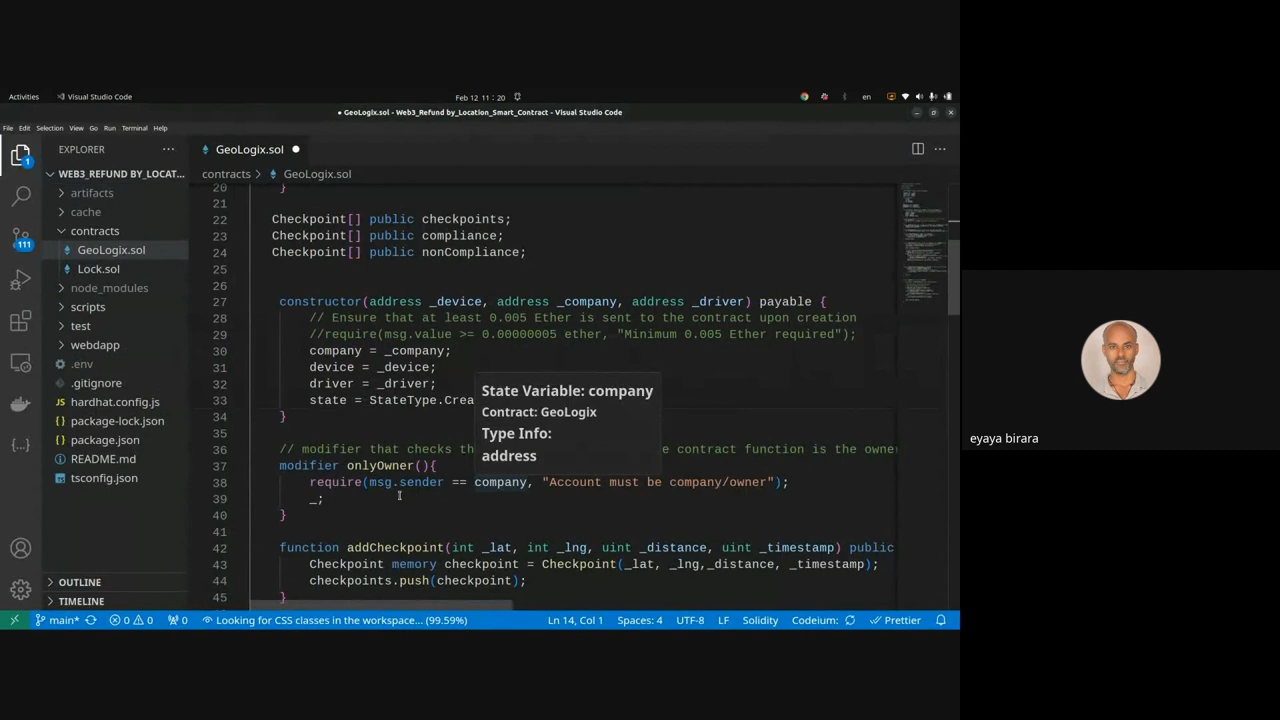 Activities
Visual Studio Code
Feb 12 11:20
en
● GeoLogix.sol - Web3_Refund by_Location_Smart_Contract - Visual Studio Code
File Edit Selection View Go Run Terminal Help
EXPLORER
GeoLogix.sol
WEB3_REFUND BY_LOCAT...
contracts > GeoLogix.sol
artifacts
cache
contracts
GeoLogix.sol
Lock.sol
node_modules
scripts
test
webdapp
.env
.gitignore
hardhat.config.js
package-lock.json
package.json
README.md
tsconfig.json
OUTLINE
TIMELINE
1
111
20 }
21
22 Checkpoint[] public checkpoints;
23 Checkpoint[] public compliance;
24 Checkpoint[] public nonCompliance;
25
26
27 constructor(address _device, address _company, address _driver) payable {
28 // Ensure that at least 0.005 Ether is sent to the contract upon creation
29 //require(msg.value >= 0.00000005 ether, "Minimum 0.005 Ether required");
30 company = _company;
31 device = _device;
32 driver = _driver;
33 state = StateType.Crea
34 }
35
State Variable: company
Contract: GeoLogix
Type Info:
address
36 // modifier that checks th e contract function is the owner
37 modifier onlyOwner(){
38 require(msg.sender == company, "Account must be company/owner");
39 _;
40 }
41
42 function addCheckpoint(int _lat, int _lng, uint _distance, uint _timestamp) public
43 Checkpoint memory checkpoint = Checkpoint(_lat, _lng,_distance, _timestamp);
44 checkpoints.push(checkpoint);
45 }
main* 0 0 0 Looking for CSS classes in the workspace... (99.59%) Ln 14, Col 1 Spaces: 4 UTF-8 LF Solidity Codeium: Prettier
eyaya birara